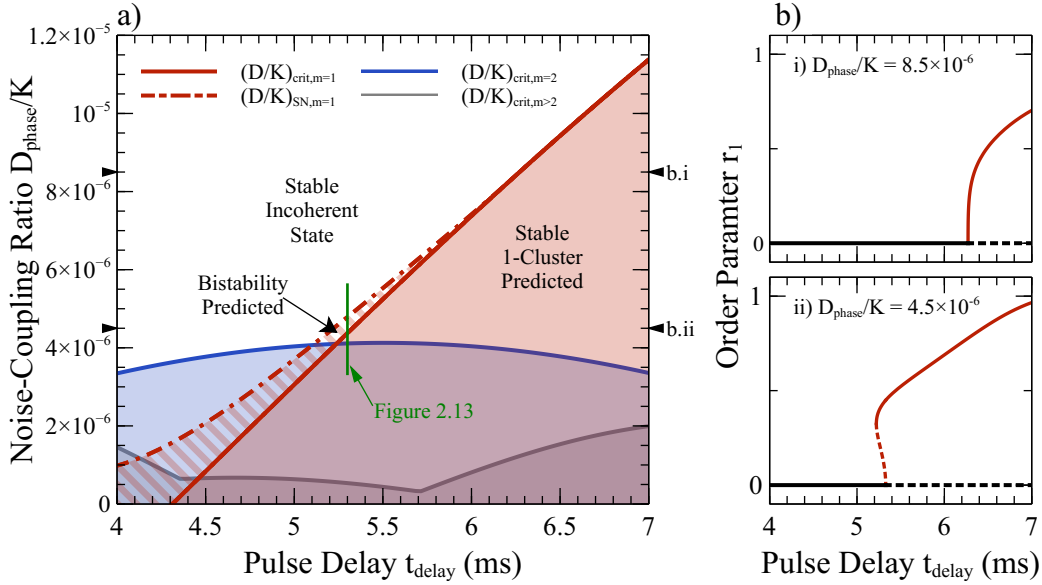 a)
Noise-Coupling Ratio D_phase/K
1.2×10⁻⁵
10⁻⁵
8×10⁻⁶
6×10⁻⁶
4×10⁻⁶
2×10⁻⁶
0
(D/K)crit,m=1
(D/K)crit,m=2
(D/K)SN,m=1
(D/K)crit,m>2
Stable
Incoherent
State
Stable
1-Cluster
Predicted
Bistability
Predicted
Figure 2.13
b.i
b.ii
4 4.5 5 5.5 6 6.5 7
Pulse Delay t_delay (ms)
b)
Order Paramter r₁
1
i) D_phase/K = 8.5×10⁻⁶
0
1
ii) D_phase/K = 4.5×10⁻⁶
0
4 5 6 7
Pulse Delay t_delay (ms)